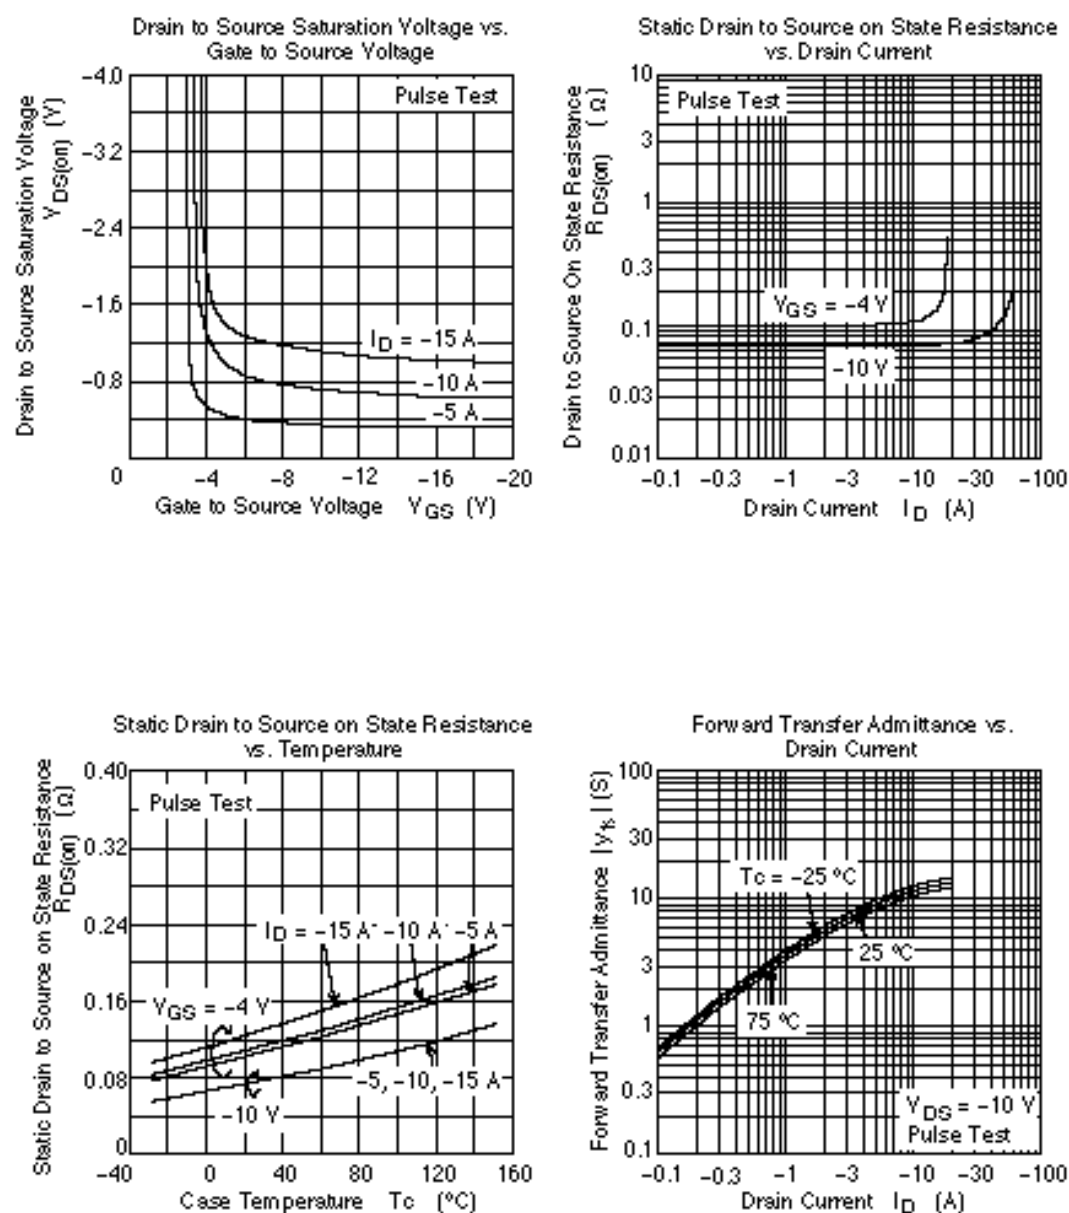 Drain to Source Saturation Voltage vs.
Gate to Source Voltage
Drain to Source Saturation Voltage
V DS(on) (V)
-4.0
-3.2
-2.4
-1.6
-0.8
0
Pulse Test
I D = -15 A
-10 A
-5 A
-4
-8
-12
-16
-20
Gate to Source Voltage V GS (V)
Static Drain to Source on State Resistance
vs. Drain Current
Drain to Source On State Resistance
R DS(on) (Ω)
10
3
1
0.3
0.1
0.03
0.01
Pulse Test
V GS = -4 V
-10 V
-0.1
-0.3
-1
-3
-10
-30
-100
Drain Current I D (A)
Static Drain to Source on State Resistance
vs. Temperature
Static Drain to Source on State Resistance
R DS(on) (Ω)
0.40
0.32
0.24
0.16
0.08
0
Pulse Test
I D = -15 A
-10 A
-5 A
V GS = -4 V
-5, -10, -15 A
-10 V
-40
0
40
80
120
160
Case Temperature Tc (°C)
Forward Transfer Admittance vs.
Drain Current
Forward Transfer Admittance |yfs| (S)
100
30
10
3
1
0.3
0.1
Tc = -25 °C
25 °C
75 °C
V DS = -10 V
Pulse Test
-0.1
-0.3
-1
-3
-10
-30
-100
Drain Current I D (A)